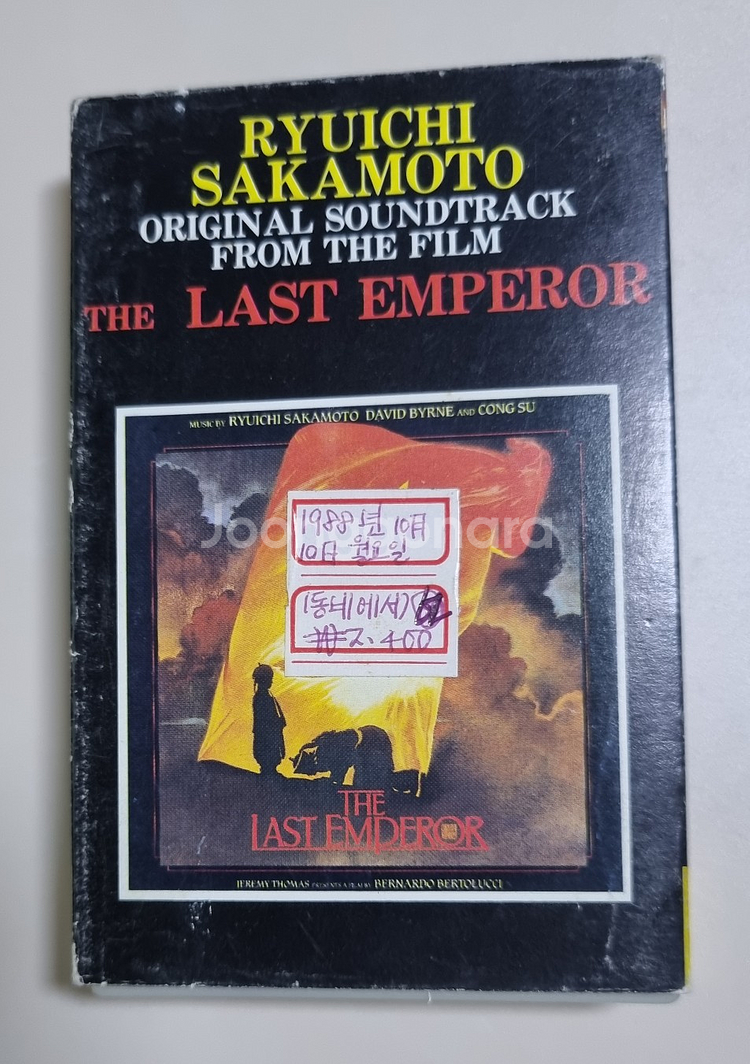 RYUICHI
SAKAMOTO
ORIGINAL SOUNDTRACK
FROM THE FILM
THE LAST EMPEROR
MUSIC BY RYUICHI SAKAMOTO DAVID BYRNE AND CONG SU
1988년 10月
10日 월요일
(동네에서)
₩2.400
THE
LAST EMPEROR
JEREMY THOMAS PRESENTS A FILM BY BERNARDO BERTOLUCCI
Joongonara